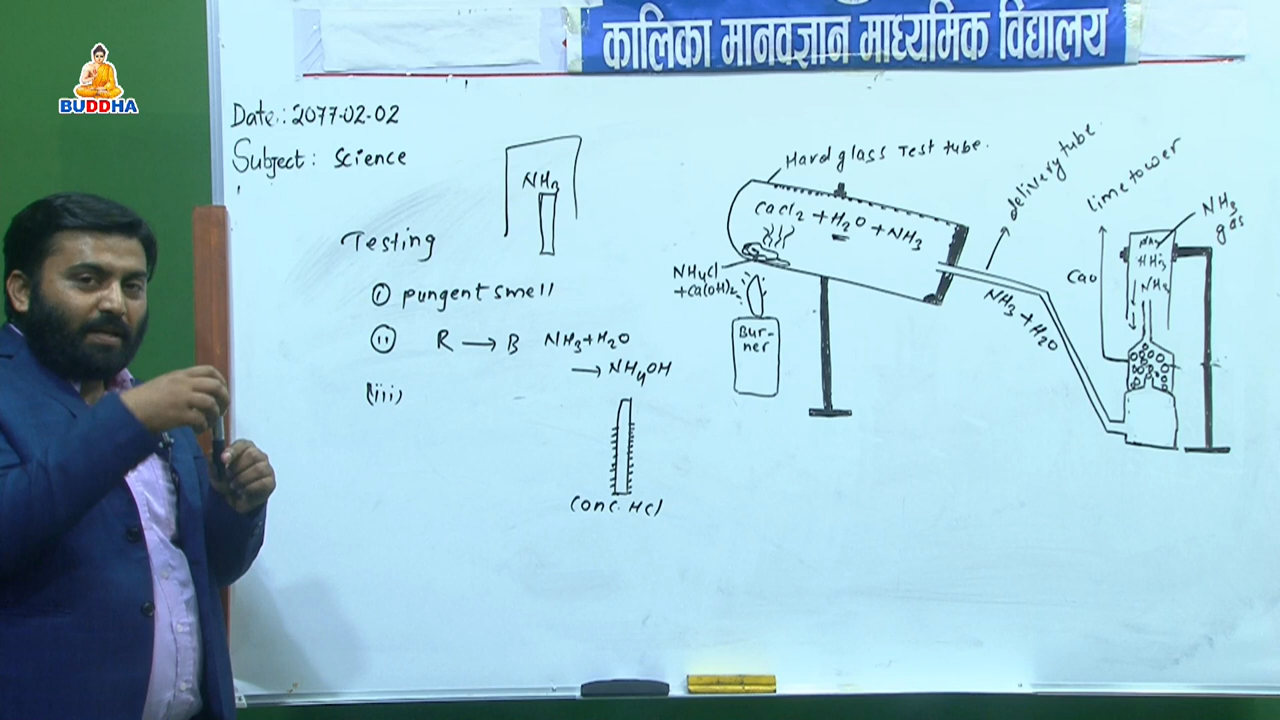 BUDDHA
कालिका मानवज्ञान माध्यमिक विद्यालय
Date: 2077-02-02
Subject: Science
NH3
Testing
(i) pungent smell
(ii) R → B NH3+H2O
→ NH4OH
(iii)
Conc. HCl
Hard glass Test tube.
CaCl2 + H2O + NH3
NH4Cl
+Ca(OH)2
Bur-
ner
delivery tube.
NH3 + H2O
lime tower
CaO
NH3
gas
NH3
NH3